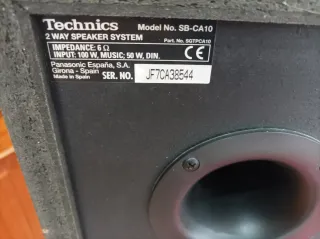 Technics Model No. SB-CA10
2 WAY SPEAKER SYSTEM Part. No. SGTPCA10
IMPEDANCE: 6 Ω
INPUT: 100 W, MUSIC; 50 W, DIN. CE
Panasonic España, S.A.
Girona - Spain
Made in Spain SER. NO. JF7CA38544